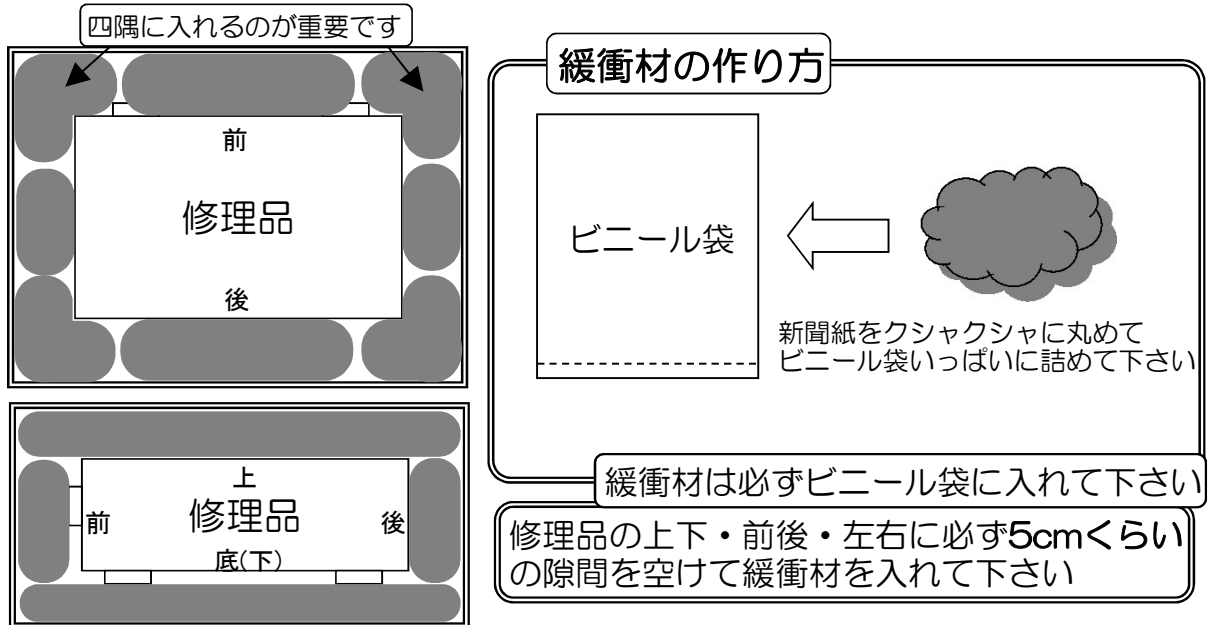 四隅に入れるのが重要です
前
修理品
後
上
前
修理品
後
底(下)
緩衝材の作り方
ビニール袋
新聞紙をクシャクシャに丸めて
ビニール袋いっぱいに詰めて下さい
緩衝材は必ずビニール袋に入れて下さい
修理品の上下・前後・左右に必ず5cmくらい
の隙間を空けて緩衝材を入れて下さい